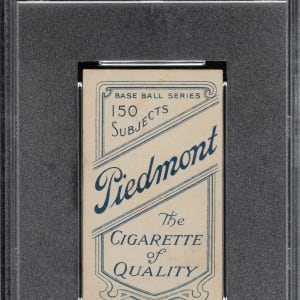 BASE BALL SERIES
150
SUBJECTS
Piedmont
The
CIGARETTE
of
QUALITY